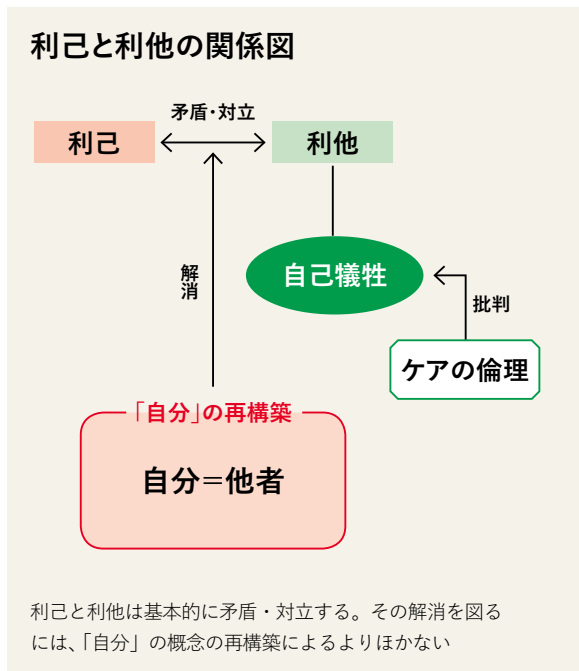 利己と利他の関係図
矛盾・対立
利己
利他
解消
自己犠牲
批判
ケアの倫理
「自分」の再構築
自分＝他者
利己と利他は基本的に矛盾・対立する。その解消を図る
には、「自分」の概念の再構築によるよりほかない